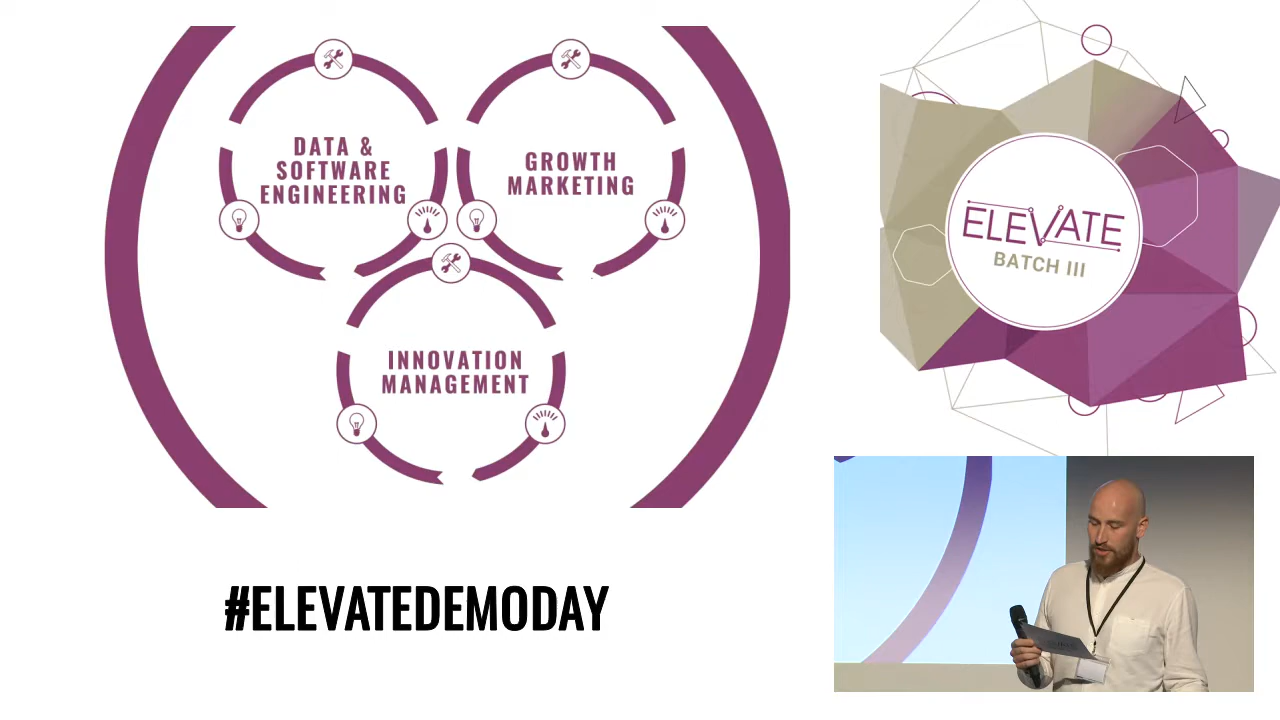 DATA &
SOFTWARE
ENGINEERING
GROWTH
MARKETING
INNOVATION
MANAGEMENT
#ELEVATEDEMODAY
ELEVATE
BATCH III